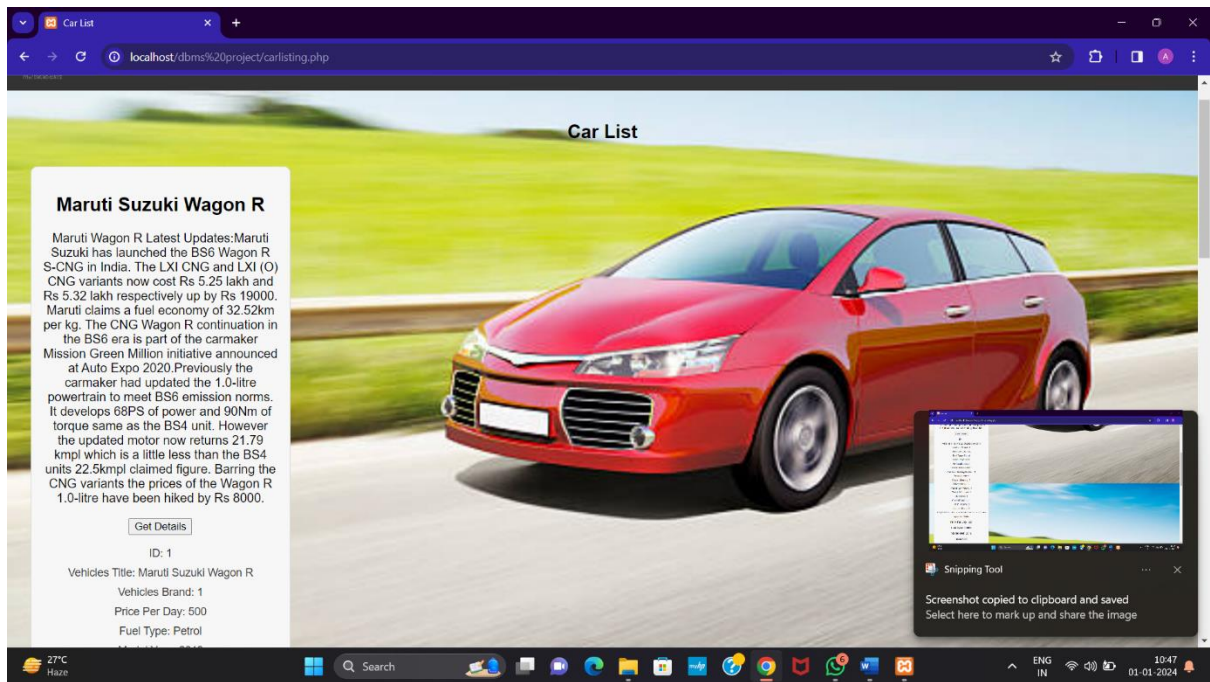 Car List
localhost/dbms%20project/carlisting.php
A
Car List
Maruti Suzuki Wagon R
Maruti Wagon R Latest Updates:Maruti
Suzuki has launched the BS6 Wagon R
S-CNG in India. The LXI CNG and LXI (O)
CNG variants now cost Rs 5.25 lakh and
Rs 5.32 lakh respectively up by Rs 19000.
Maruti claims a fuel economy of 32.52km
per kg. The CNG Wagon R continuation in
the BS6 era is part of the carmaker
Mission Green Million initiative announced
at Auto Expo 2020.Previously the
carmaker had updated the 1.0-litre
powertrain to meet BS6 emission norms.
It develops 68PS of power and 90Nm of
torque same as the BS4 unit. However
the updated motor now returns 21.79
kmpl which is a little less than the BS4
units 22.5kmpl claimed figure. Barring the
CNG variants the prices of the Wagon R
1.0-litre have been hiked by Rs 8000.
Get Details
ID: 1
Vehicles Title: Maruti Suzuki Wagon R
Vehicles Brand: 1
Price Per Day: 500
Fuel Type: Petrol
Snipping Tool
Screenshot copied to clipboard and saved
Select here to mark up and share the image
27°C
Haze
Search
6
ENG
IN
10:47
01-01-2024